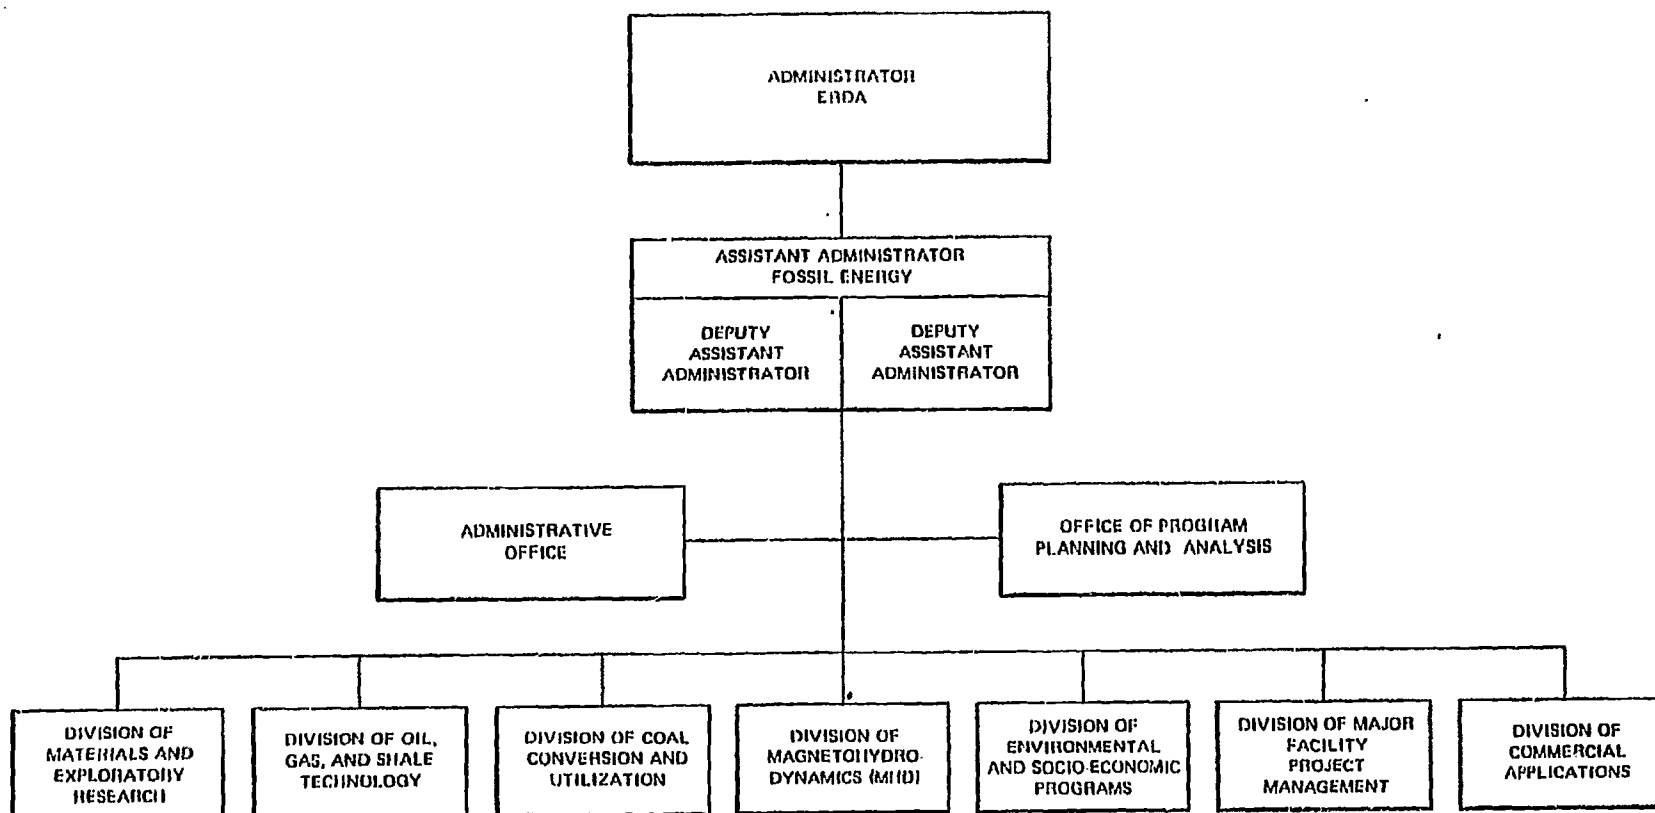 ADMINISTRATOR
ERDA
ASSISTANT ADMINISTRATOR
FOSSIL ENERGY
DEPUTY
ASSISTANT
ADMINISTRATOR
DEPUTY
ASSISTANT
ADMINISTRATOR
ADMINISTRATIVE
OFFICE
OFFICE OF PROGRAM
PLANNING AND ANALYSIS
DIVISION OF
MATERIALS AND
EXPLORATORY
RESEARCH
DIVISION OF OIL,
GAS, AND SHALE
TECHNOLOGY
DIVISION OF COAL
CONVERSION AND
UTILIZATION
DIVISION OF
MAGNETOHYDRO-
DYNAMICS (MHD)
DIVISION OF
ENVIRONMENTAL
AND SOCIO-ECONOMIC
PROGRAMS
DIVISION OF MAJOR
FACILITY
PROJECT
MANAGEMENT
DIVISION OF
COMMERCIAL
APPLICATIONS